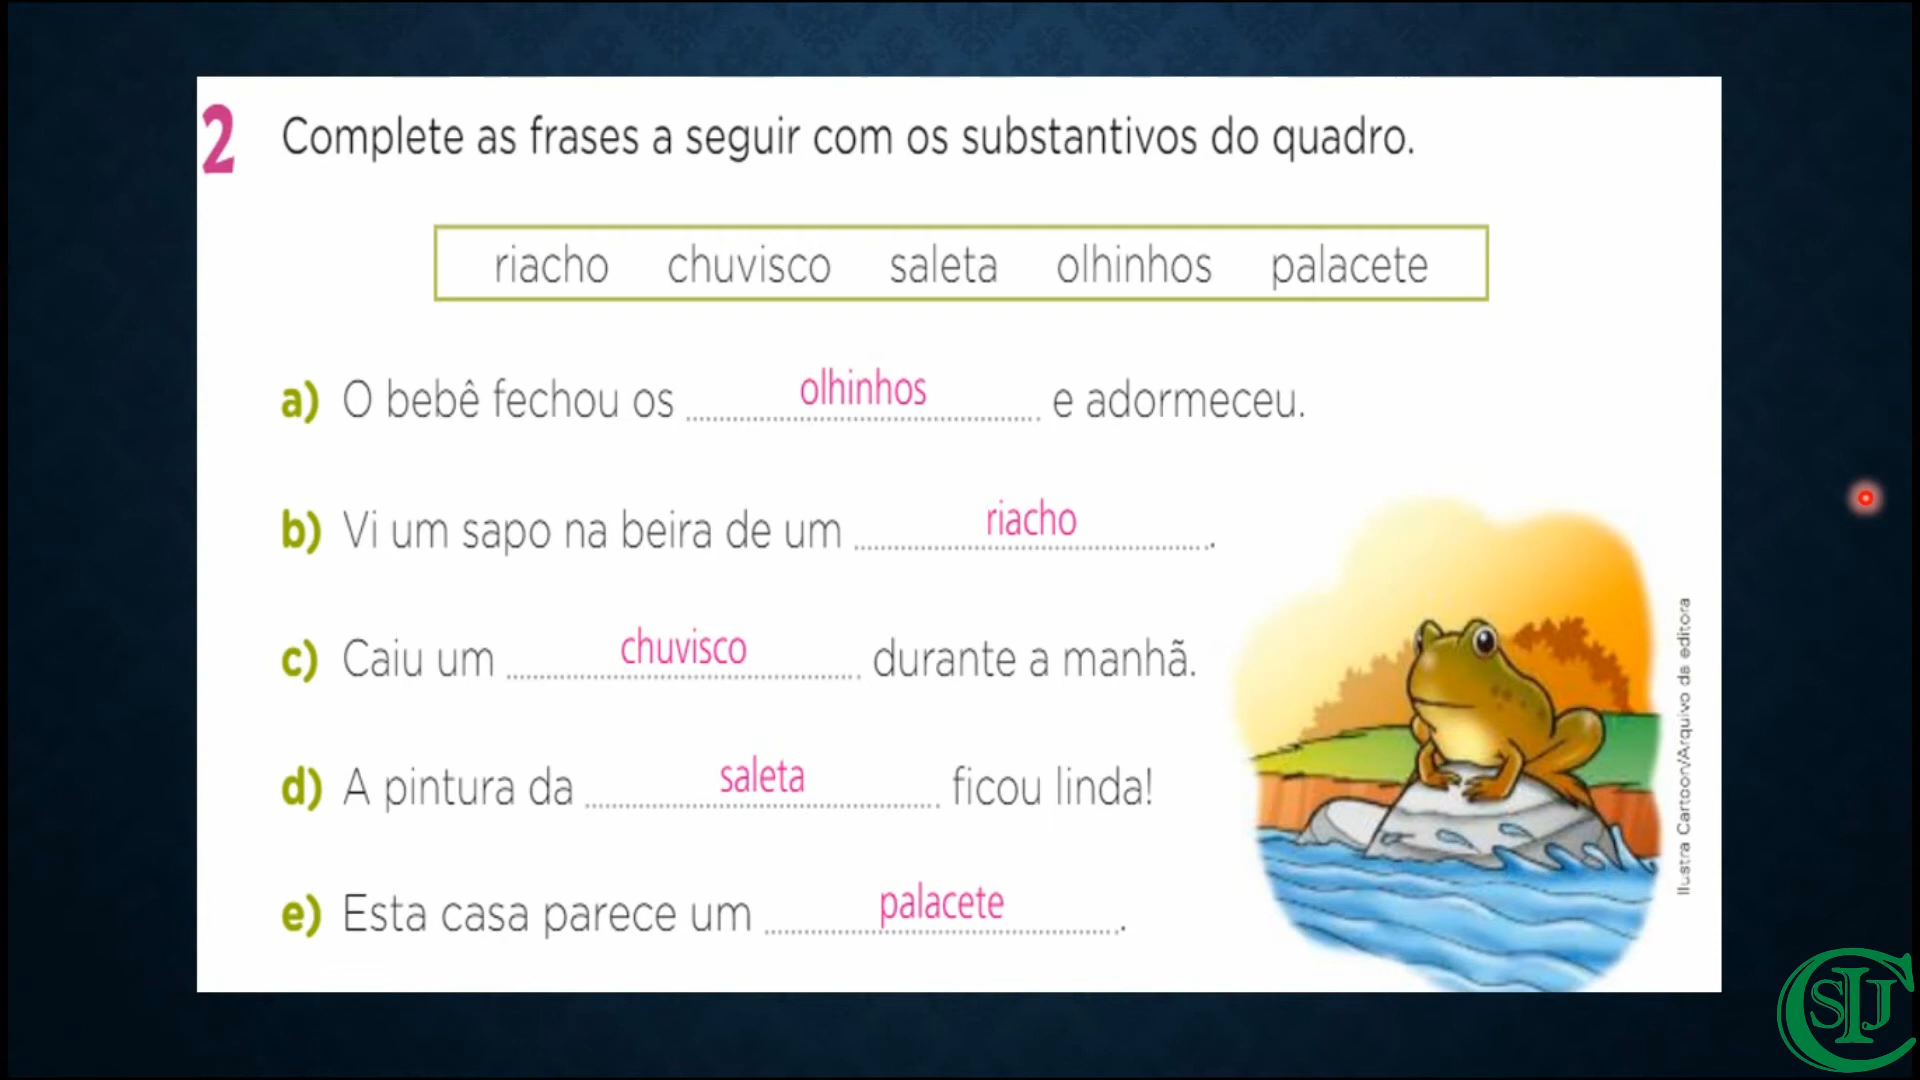 2 Complete as frases a seguir com os substantivos do quadro.
riacho chuvisco saleta olhinhos palacete
a) O bebê fechou os olhinhos e adormeceu.
b) Vi um sapo na beira de um riacho.
c) Caiu um chuvisco durante a manhã.
d) A pintura da saleta ficou linda!
e) Esta casa parece um palacete.
Ilustra Cartoon/Arquivo da editora
CSIJ